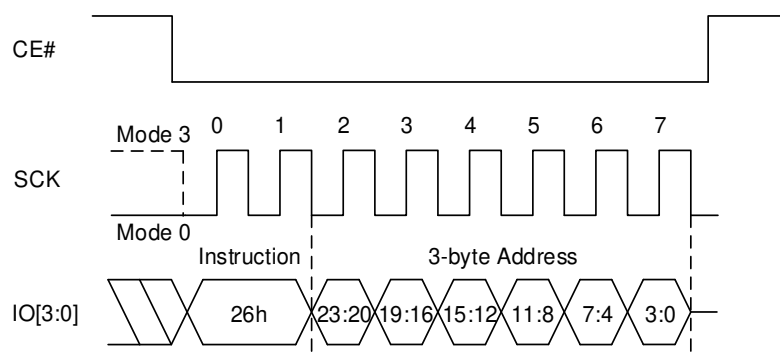 CE#
Mode 3
0 1 2 3 4 5 6 7
SCK
Mode 0
Instruction 3-byte Address
IO[3:0] 26h 23:20 19:16 15:12 11:8 7:4 3:0